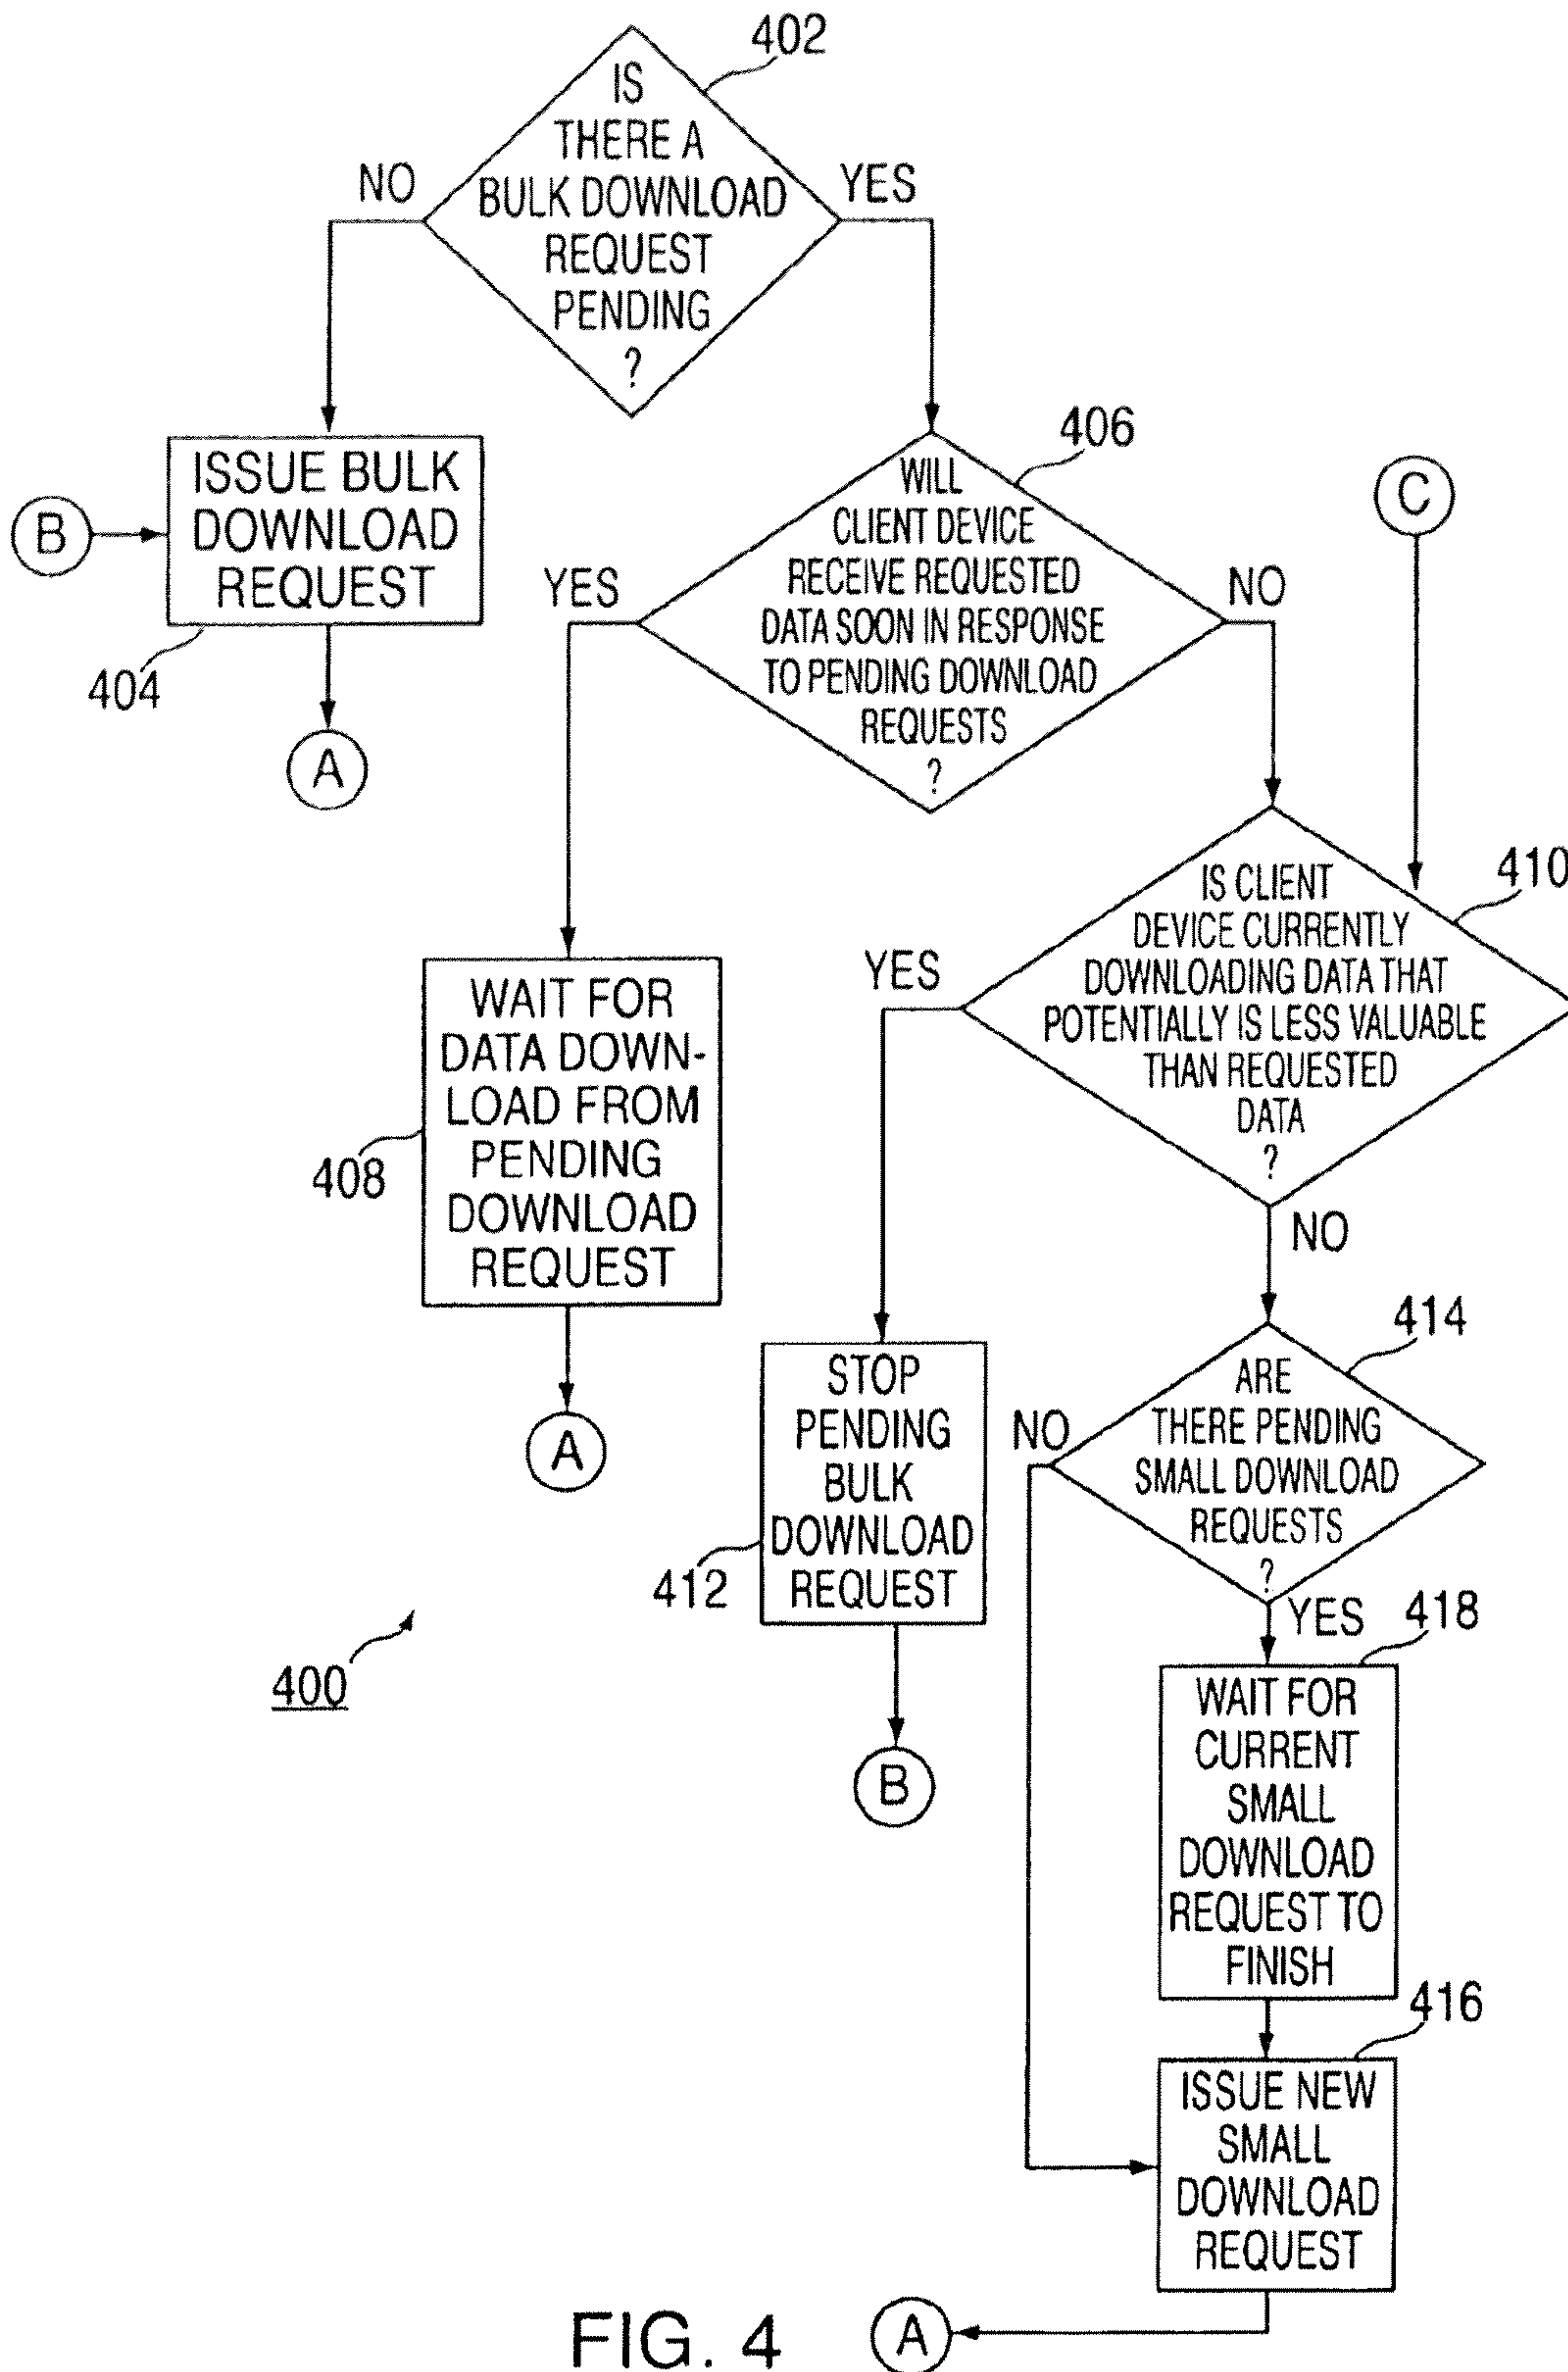 402
IS
THERE A
BULK DOWNLOAD
REQUEST
PENDING
?
NO
YES
ISSUE BULK
DOWNLOAD
REQUEST
404
B
A
406
WILL
CLIENT DEVICE
RECEIVE REQUESTED
DATA SOON IN RESPONSE
TO PENDING DOWNLOAD
REQUESTS
?
YES
NO
C
WAIT FOR
DATA DOWN-
LOAD FROM
PENDING
DOWNLOAD
REQUEST
408
A
410
IS CLIENT
DEVICE CURRENTLY
DOWNLOADING DATA THAT
POTENTIALLY IS LESS VALUABLE
THAN REQUESTED
DATA
?
YES
NO
STOP
PENDING
BULK
DOWNLOAD
REQUEST
412
B
414
ARE
THERE PENDING
SMALL DOWNLOAD
REQUESTS
?
NO
YES
418
WAIT FOR
CURRENT
SMALL
DOWNLOAD
REQUEST TO
FINISH
416
ISSUE NEW
SMALL
DOWNLOAD
REQUEST
A
400
FIG. 4